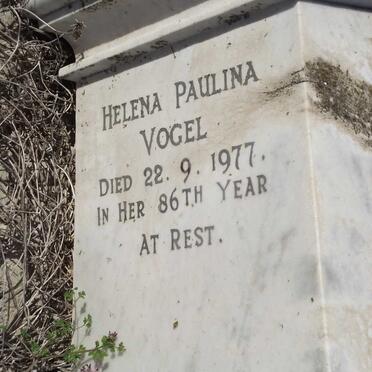 HELENA PAULINA
VOGEL
DIED 22. 9. 1977.
IN HER 86TH YEAR
AT REST.